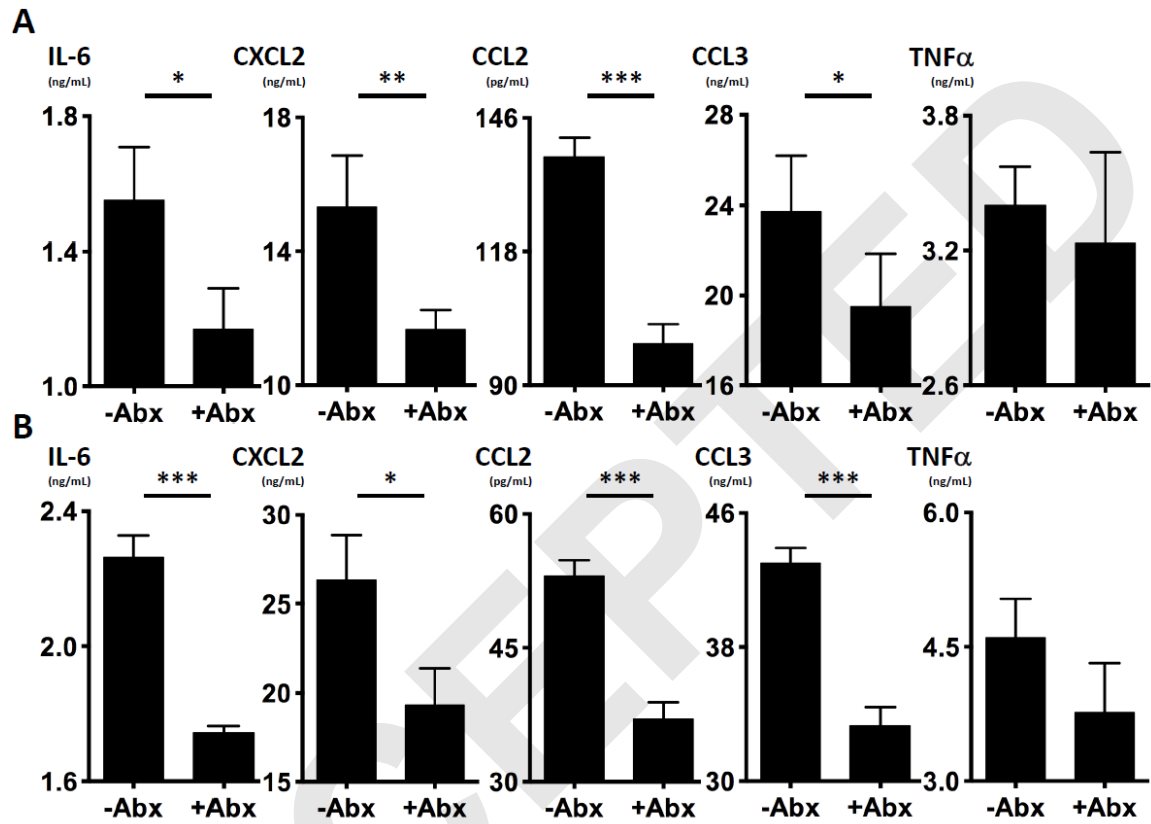 A
IL-6 CXCL2 CCL2 CCL3 TNFα
(ng/mL) (ng/mL) (pg/mL) (ng/mL) (ng/mL)
* ** *** *
1.8 18 146 28 3.8
24
1.4 14 118 3.2
20
1.0 10 90 16 2.6
-Abx +Abx -Abx +Abx -Abx +Abx -Abx +Abx -Abx +Abx
B
IL-6 CXCL2 CCL2 CCL3 TNFα
(ng/mL) (ng/mL) (pg/mL) (ng/mL) (ng/mL)
*** * *** ***
2.4 30 60 46 6.0
25
2.0 45 38 4.5
20
1.6 15 30 30 3.0
-Abx +Abx -Abx +Abx -Abx +Abx -Abx +Abx -Abx +Abx
CEPTED